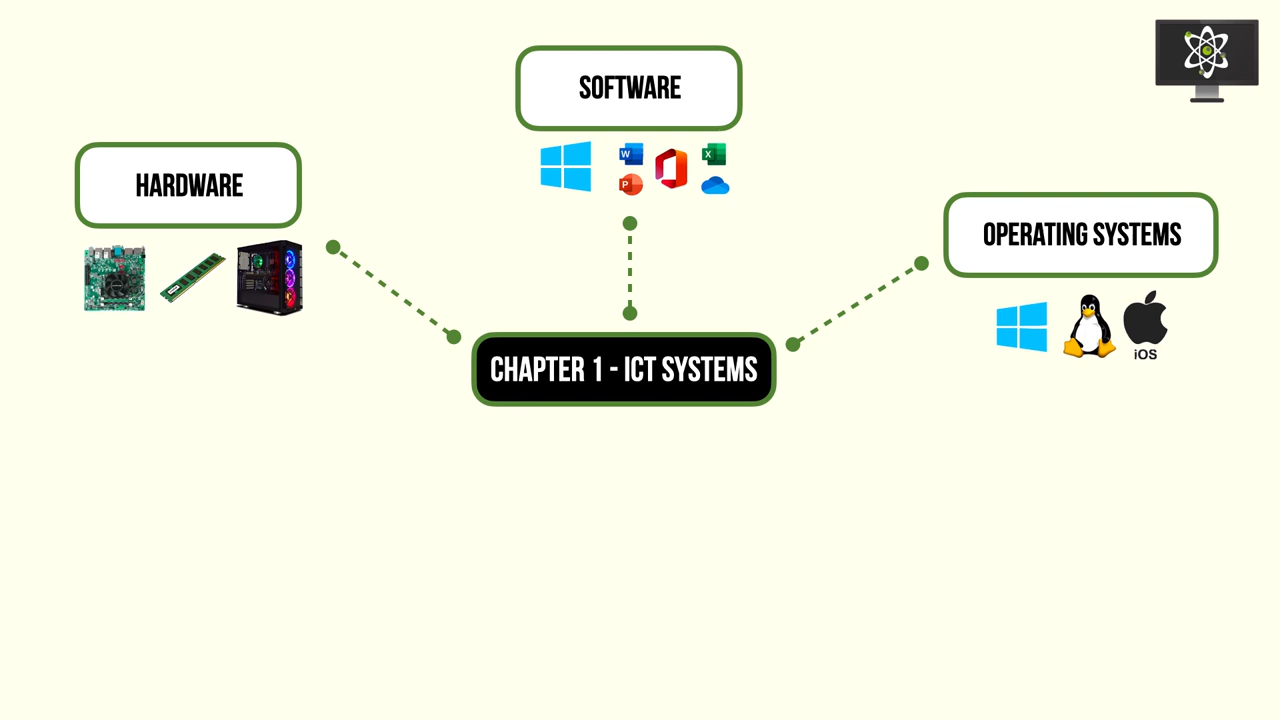 SOFTWARE
HARDWARE
W
X
P
OPERATING SYSTEMS
iOS
CHAPTER 1 - ICT SYSTEMS